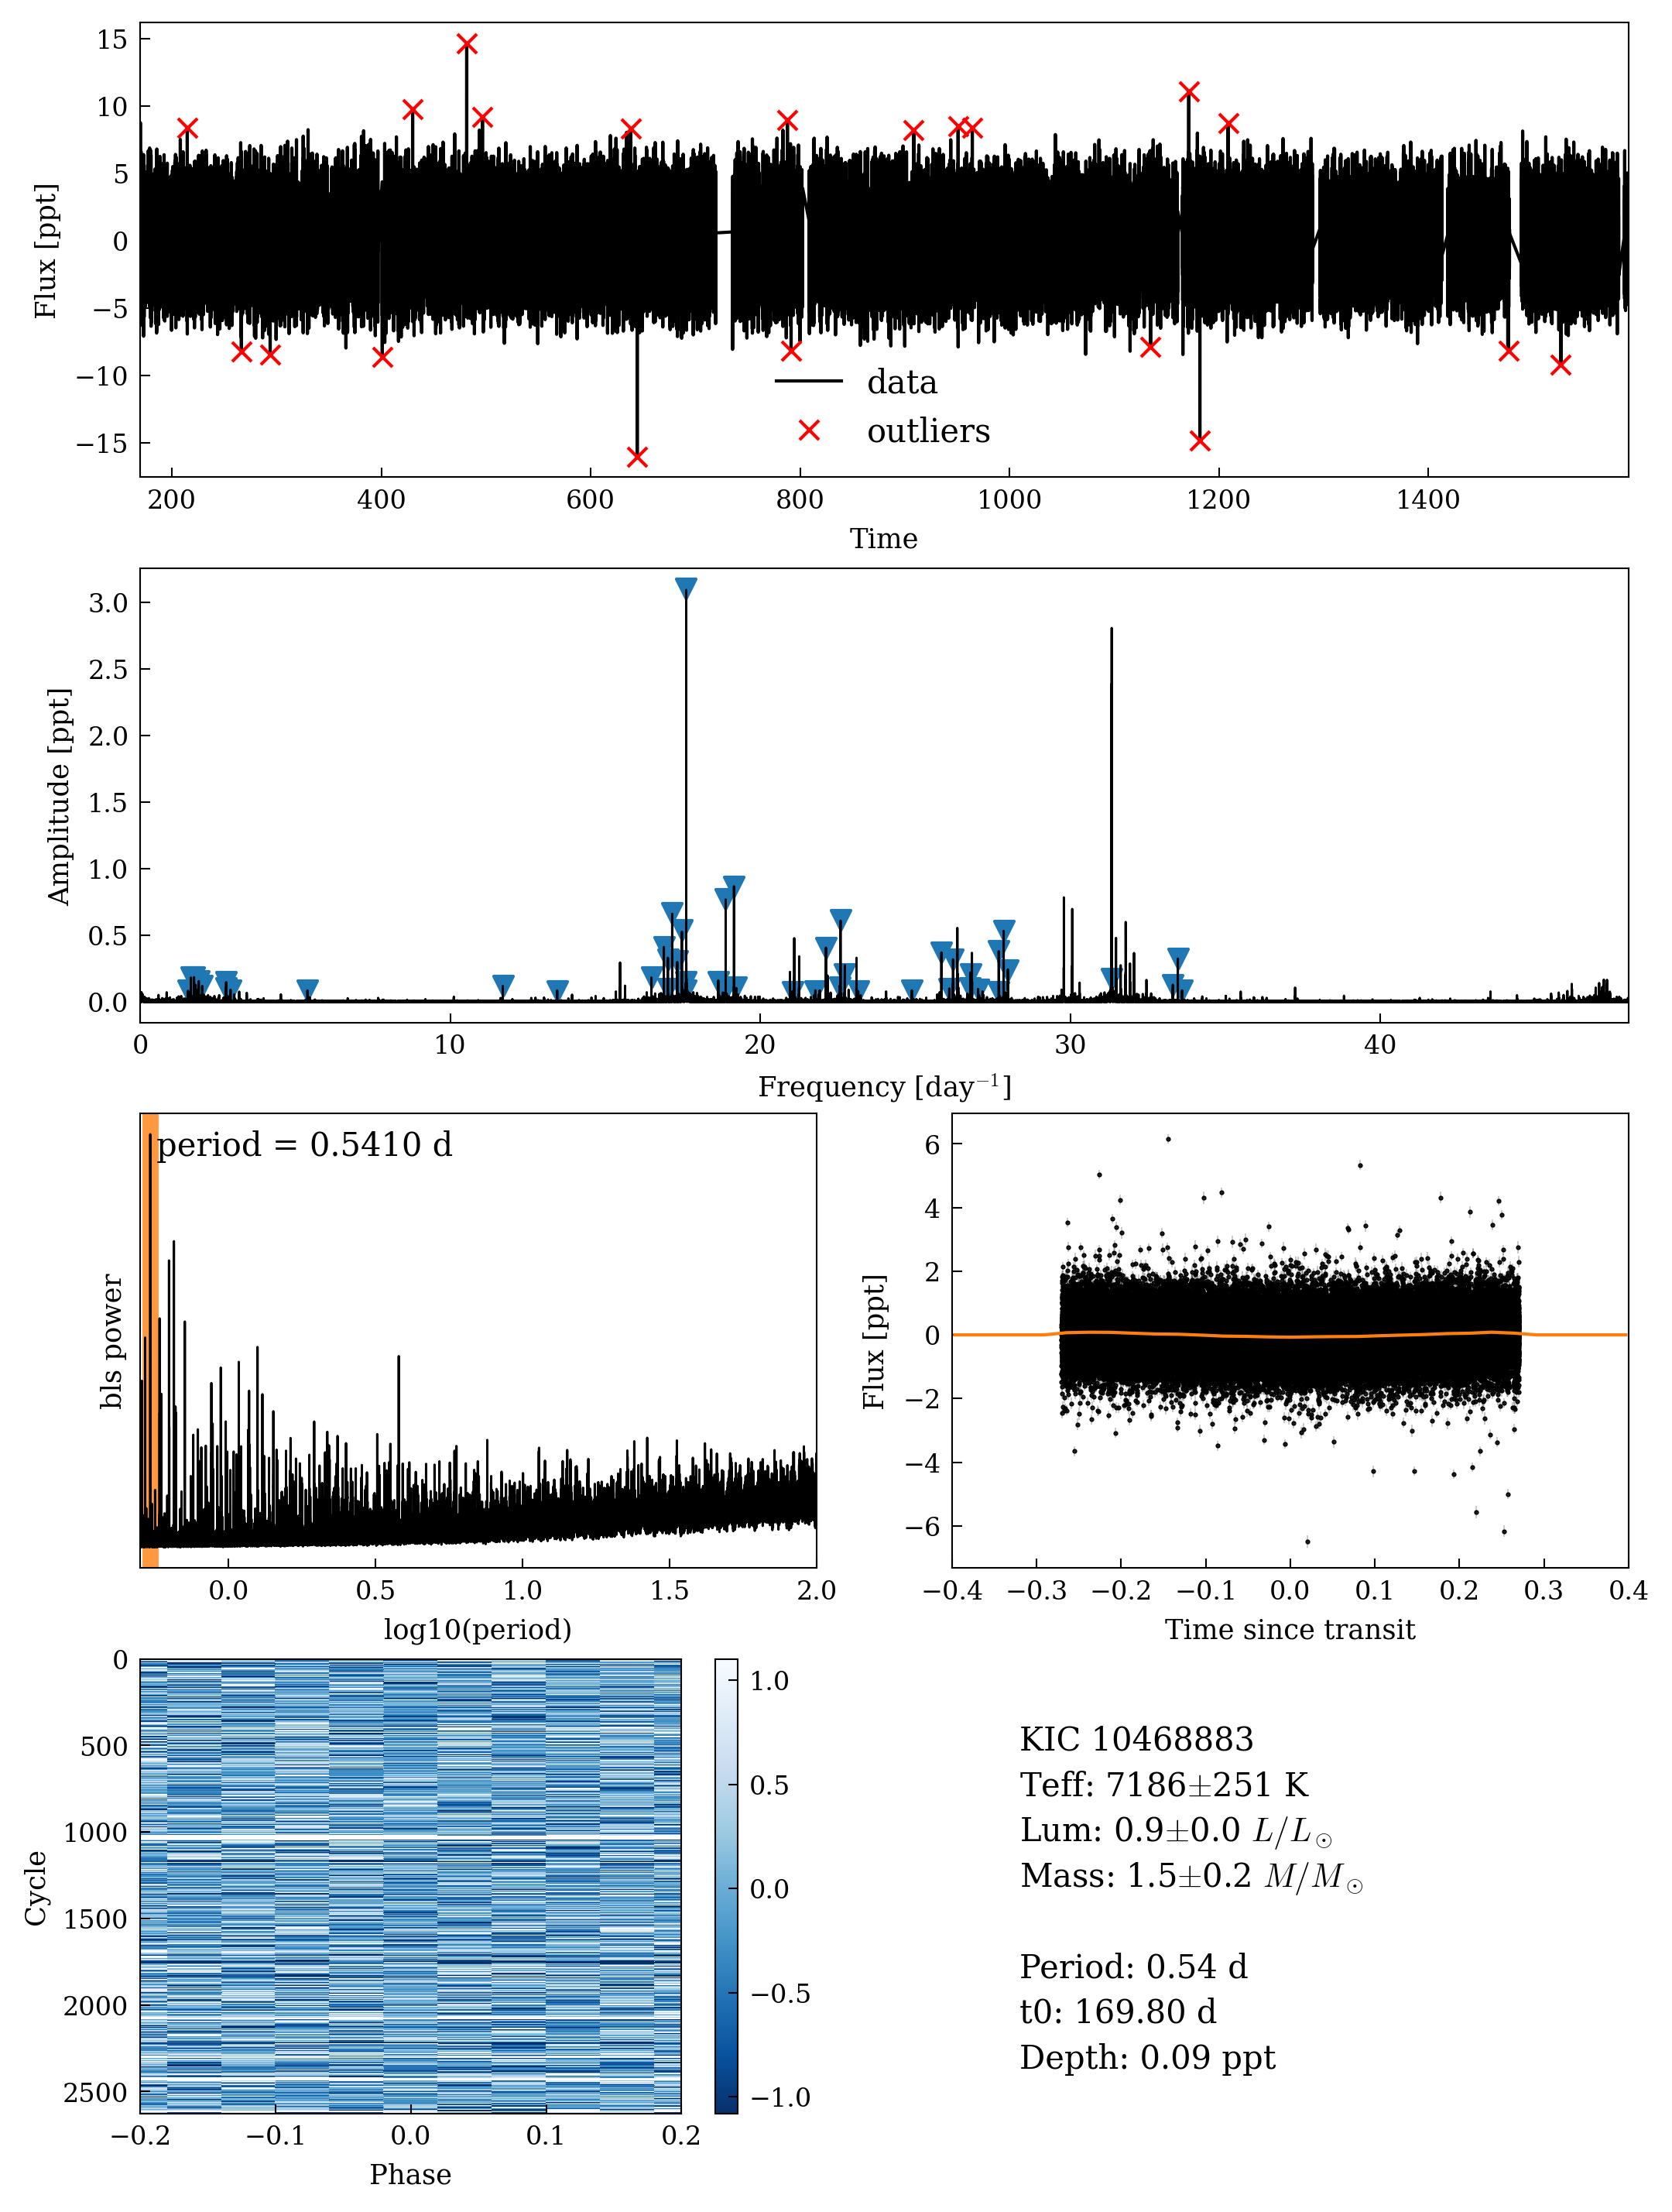 15
10
5
0
−5
−10
−15
Flux [ppt]
data
outliers
200 400 600 800 1000 1200 1400
Time
3.0
2.5
2.0
1.5
1.0
0.5
0.0
Amplitude [ppt]
0 10 20 30 40
Frequency [day⁻¹]
period = 0.5410 d
bls power
0.0 0.5 1.0 1.5 2.0
log10(period)
6
4
2
0
−2
−4
−6
Flux [ppt]
−0.4 −0.3 −0.2 −0.1 0.0 0.1 0.2 0.3 0.4
Time since transit
0
500
1000
1500
2000
2500
Cycle
−0.2 −0.1 0.0 0.1 0.2
Phase
1.0
0.5
0.0
−0.5
−1.0
KIC 10468883
Teff: 7186±251 K
Lum: 0.9±0.0 L/L⊙
Mass: 1.5±0.2 M/M⊙
Period: 0.54 d
t0: 169.80 d
Depth: 0.09 ppt